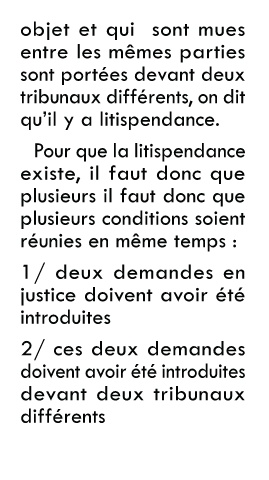 objet et qui sont mues
entre les mêmes parties
sont portées devant deux
tribunaux différents, on dit
qu'il y a litispendance.
Pour que la litispendance
existe, il faut donc que
plusieurs il faut donc que
plusieurs conditions soient
réunies en même temps :
1/ deux demandes en
justice doivent avoir été
introduites
2/ ces deux demandes
doivent avoir été introduites
devant deux tribunaux
différents